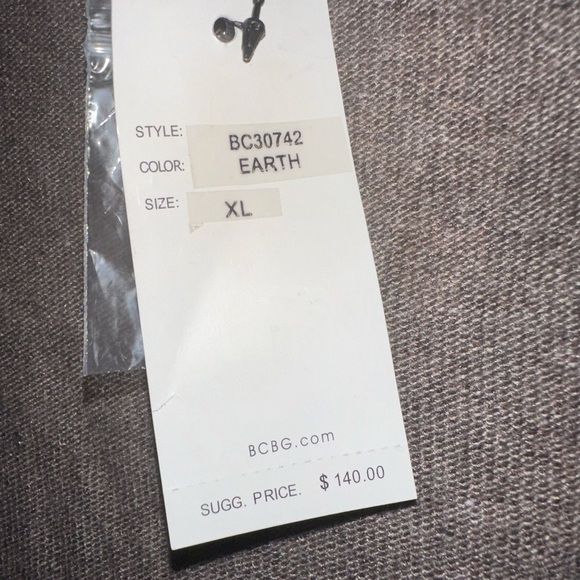 STYLE: BC30742
COLOR: EARTH
SIZE: XL
BCBG.com
SUGG. PRICE. $140.00